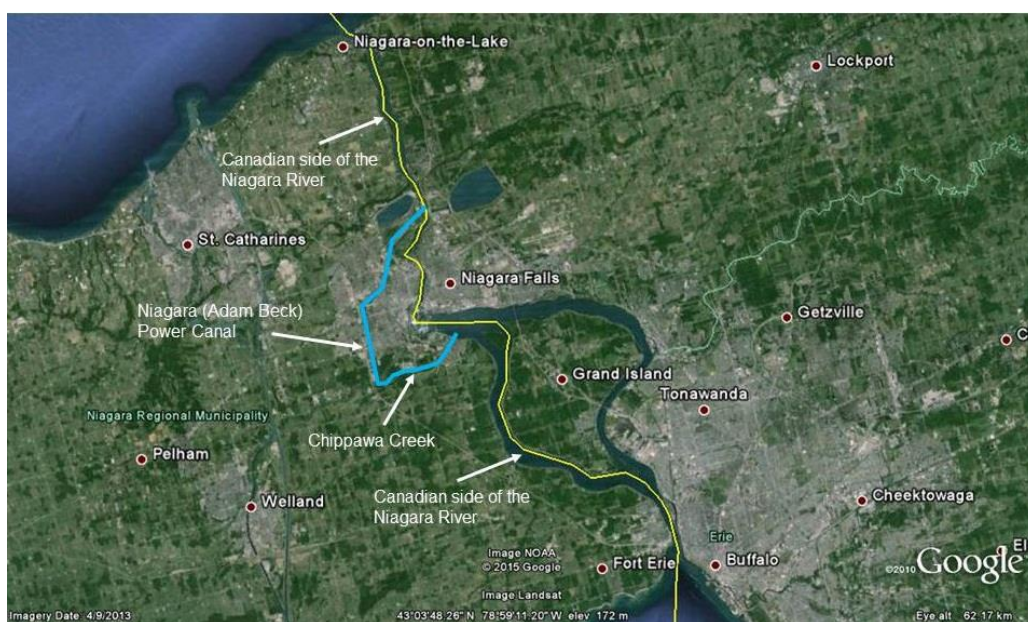 Niagara-on-the-Lake
Lockport
Canadian side of the
Niagara River
St. Catharines
Niagara Falls
Niagara (Adam Beck)
Power Canal
Getzville
C
Grand Island
Tonawanda
Niagara Regional Municipality
Chippawa Creek
Pelham
Canadian side of the
Niagara River
Welland
Cheektowaga
Erie
Image NOAA
© 2015 Google
Fort Erie
Buffalo
El
©2010 Google
Image Landsat
Imagery Date: 4/9/2013
43°03'48.26" N 78°59'11.20" W elev 172 m
Eye alt 62.17 km